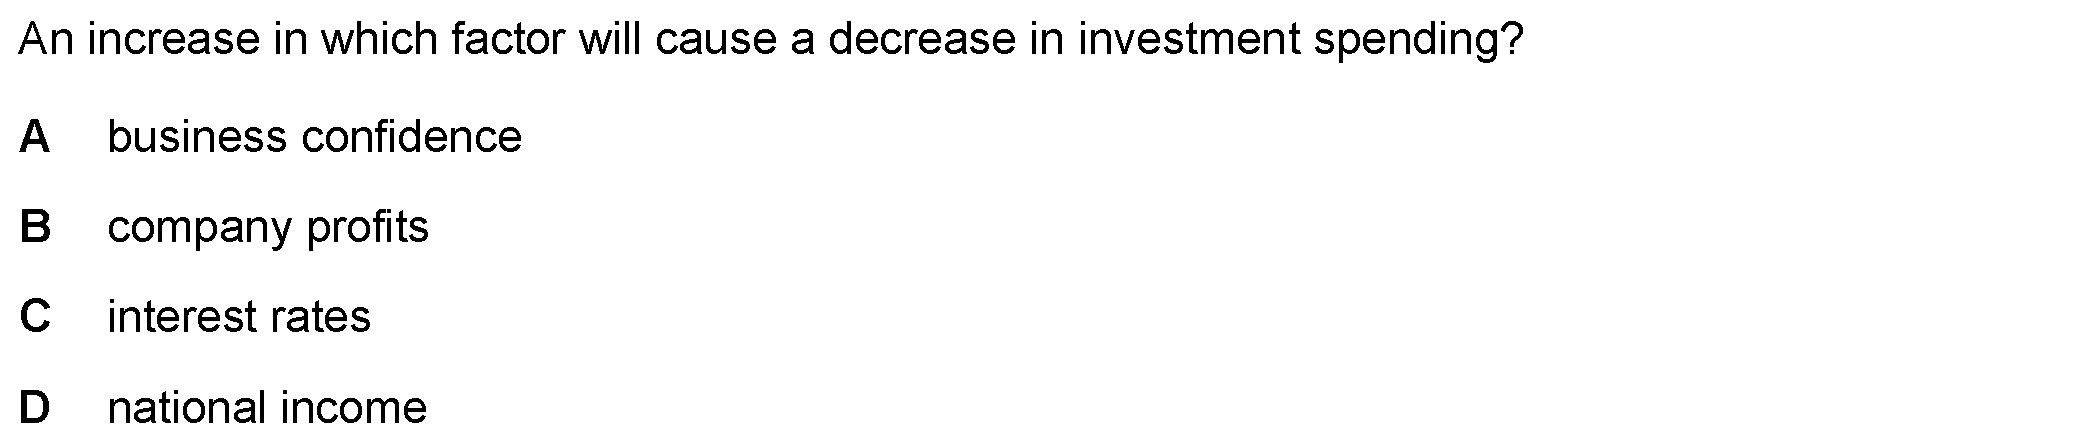 An increase in which factor will cause a decrease in investment spending?
A business confidence
B company profits
C interest rates
D national income